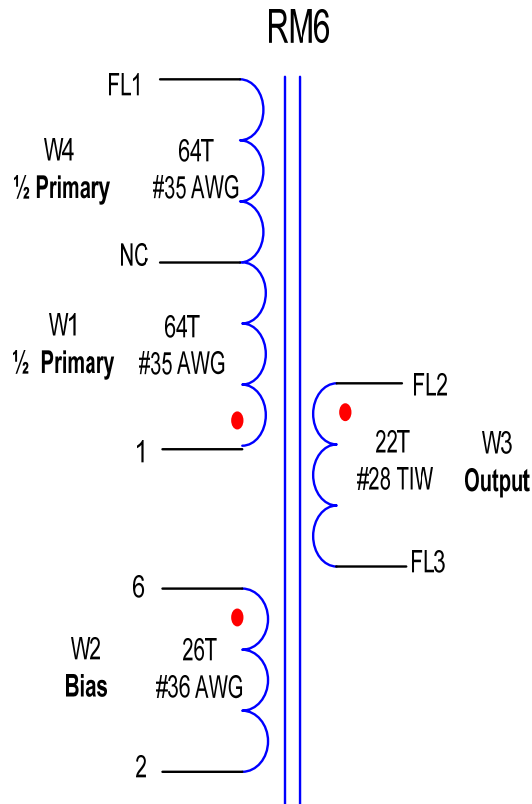 RM6
FL1
W4
½ Primary
64T
#35 AWG
NC
W1
½ Primary
64T
#35 AWG
1
FL2
22T
#28 TIW
W3
Output
FL3
6
W2
Bias
26T
#36 AWG
2